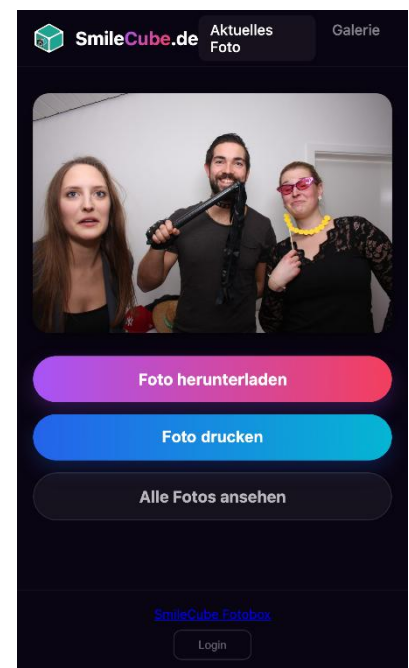 SmileCube.de
Aktuelles
Foto
Galerie
Foto herunterladen
Foto drucken
Alle Fotos ansehen
SmileCube Fotobox
Login